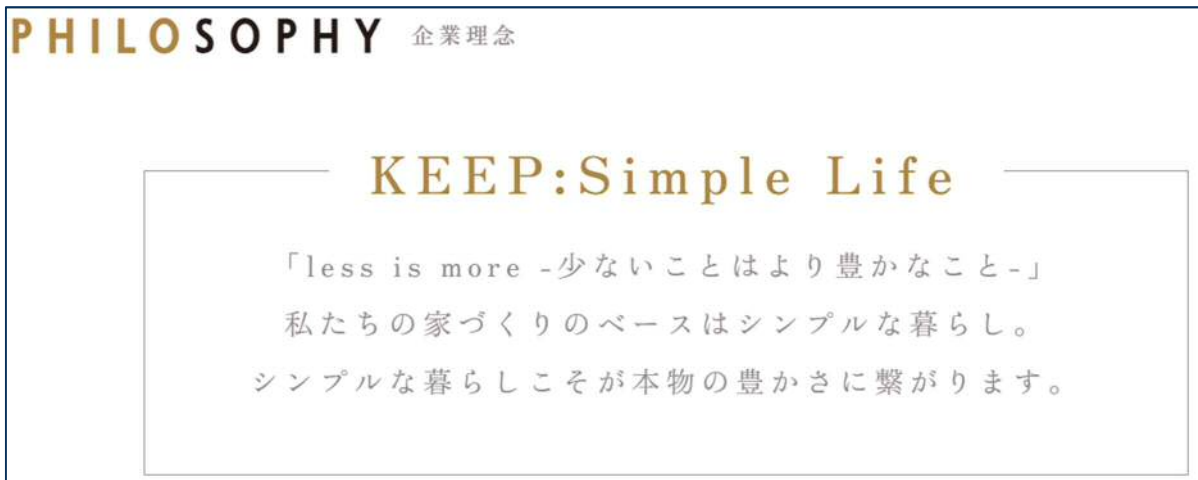 PHILOSOPHY 企業理念
KEEP:Simple Life
「less is more -少ないことはより豊かなこと-」
私たちの家づくりのベースはシンプルな暮らし。
シンプルな暮らしこそが本物の豊かさに繋がります。